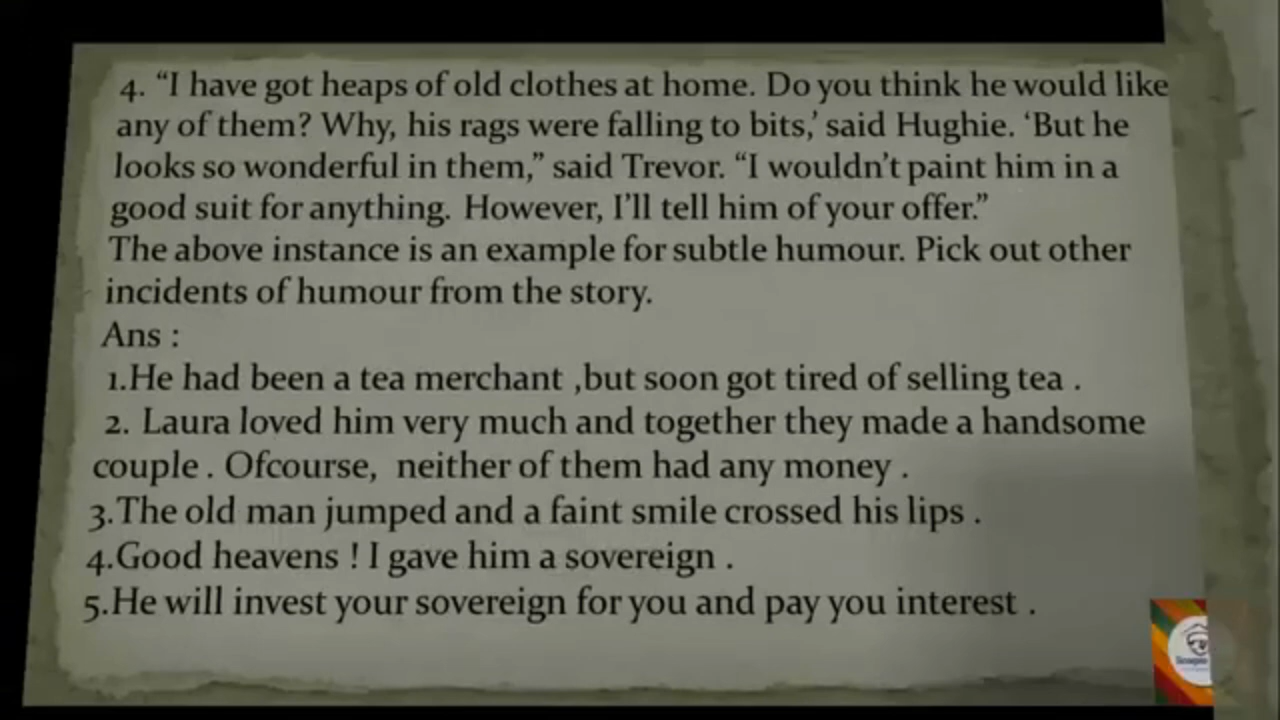 4. “I have got heaps of old clothes at home. Do you think he would like
any of them? Why, his rags were falling to bits,’ said Hughie. ‘But he
looks so wonderful in them,” said Trevor. “I wouldn’t paint him in a
good suit for anything. However, I’ll tell him of your offer.”
The above instance is an example for subtle humour. Pick out other
incidents of humour from the story.
Ans :
1.He had been a tea merchant ,but soon got tired of selling tea .
2. Laura loved him very much and together they made a handsome
couple . Ofcourse, neither of them had any money .
3.The old man jumped and a faint smile crossed his lips .
4.Good heavens ! I gave him a sovereign .
5.He will invest your sovereign for you and pay you interest .